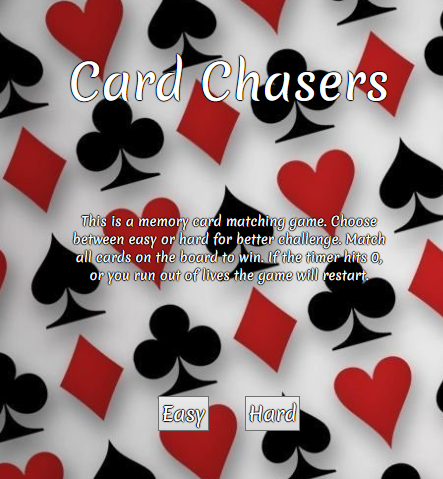 Card Chasers
This is a memory card matching game. Choose
between easy or hard for better challenge. Match
all cards on the board to win. If the timer hits 0,
or you run out of lives the game will restart.
Easy Hard